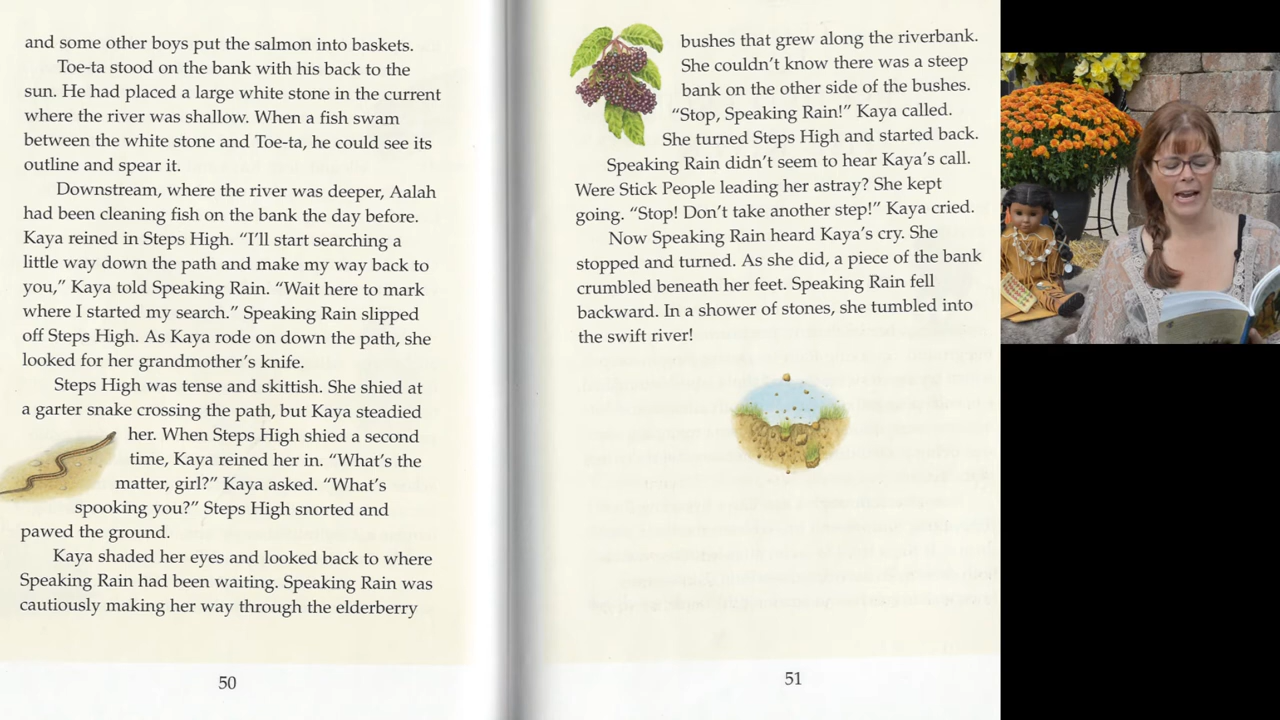 and some other boys put the salmon into baskets.
Toe-ta stood on the bank with his back to the
sun. He had placed a large white stone in the current
where the river was shallow. When a fish swam
between the white stone and Toe-ta, he could see its
outline and spear it.
Downstream, where the river was deeper, Aalah
had been cleaning fish on the bank the day before.
Kaya reined in Steps High. “I’ll start searching a
little way down the path and make my way back to
you,” Kaya told Speaking Rain. “Wait here to mark
where I started my search.” Speaking Rain slipped
off Steps High. As Kaya rode on down the path, she
looked for her grandmother’s knife.
Steps High was tense and skittish. She shied at
a garter snake crossing the path, but Kaya steadied
her. When Steps High shied a second
time, Kaya reined her in. “What’s the
matter, girl?” Kaya asked. “What’s
spooking you?” Steps High snorted and
pawed the ground.
Kaya shaded her eyes and looked back to where
Speaking Rain had been waiting. Speaking Rain was
cautiously making her way through the elderberry
50
bushes that grew along the riverbank.
She couldn’t know there was a steep
bank on the other side of the bushes.
“Stop, Speaking Rain!” Kaya called.
She turned Steps High and started back.
Speaking Rain didn’t seem to hear Kaya’s call.
Were Stick People leading her astray? She kept
going. “Stop! Don’t take another step!” Kaya cried.
Now Speaking Rain heard Kaya’s cry. She
stopped and turned. As she did, a piece of the bank
crumbled beneath her feet. Speaking Rain fell
backward. In a shower of stones, she tumbled into
the swift river!
51